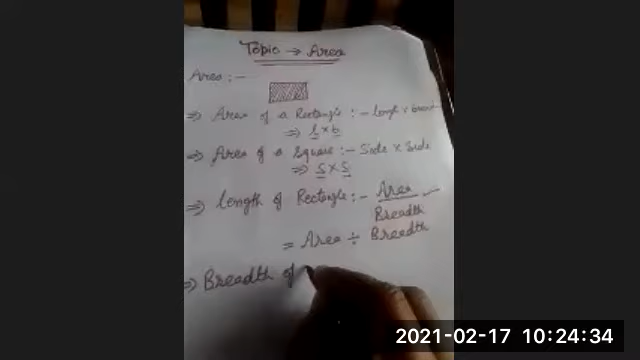 Topic → Area
Area :-
⇒ Area of a Rectangle :- length ×
⇒ l × b
⇒ Area of a Square :- Side × Side
⇒ S × S
⇒ length of Rectangle :- Area
Breadth
= Area ÷ Breadth
⇒ Breadth of
2021-02-17 10:24:34